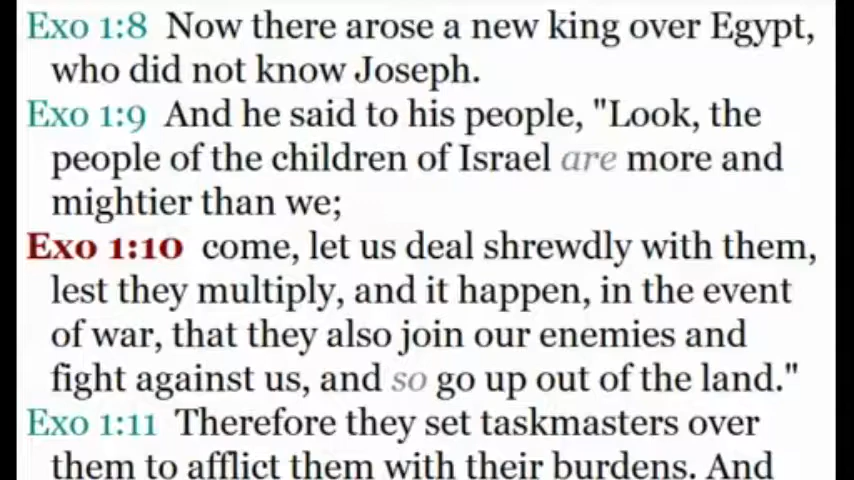 Exo 1:8 Now there arose a new king over Egypt,
who did not know Joseph.
Exo 1:9 And he said to his people, "Look, the
people of the children of Israel are more and
mightier than we;
Exo 1:10 come, let us deal shrewdly with them,
lest they multiply, and it happen, in the event
of war, that they also join our enemies and
fight against us, and so go up out of the land."
Exo 1:11 Therefore they set taskmasters over
them to afflict them with their burdens. And